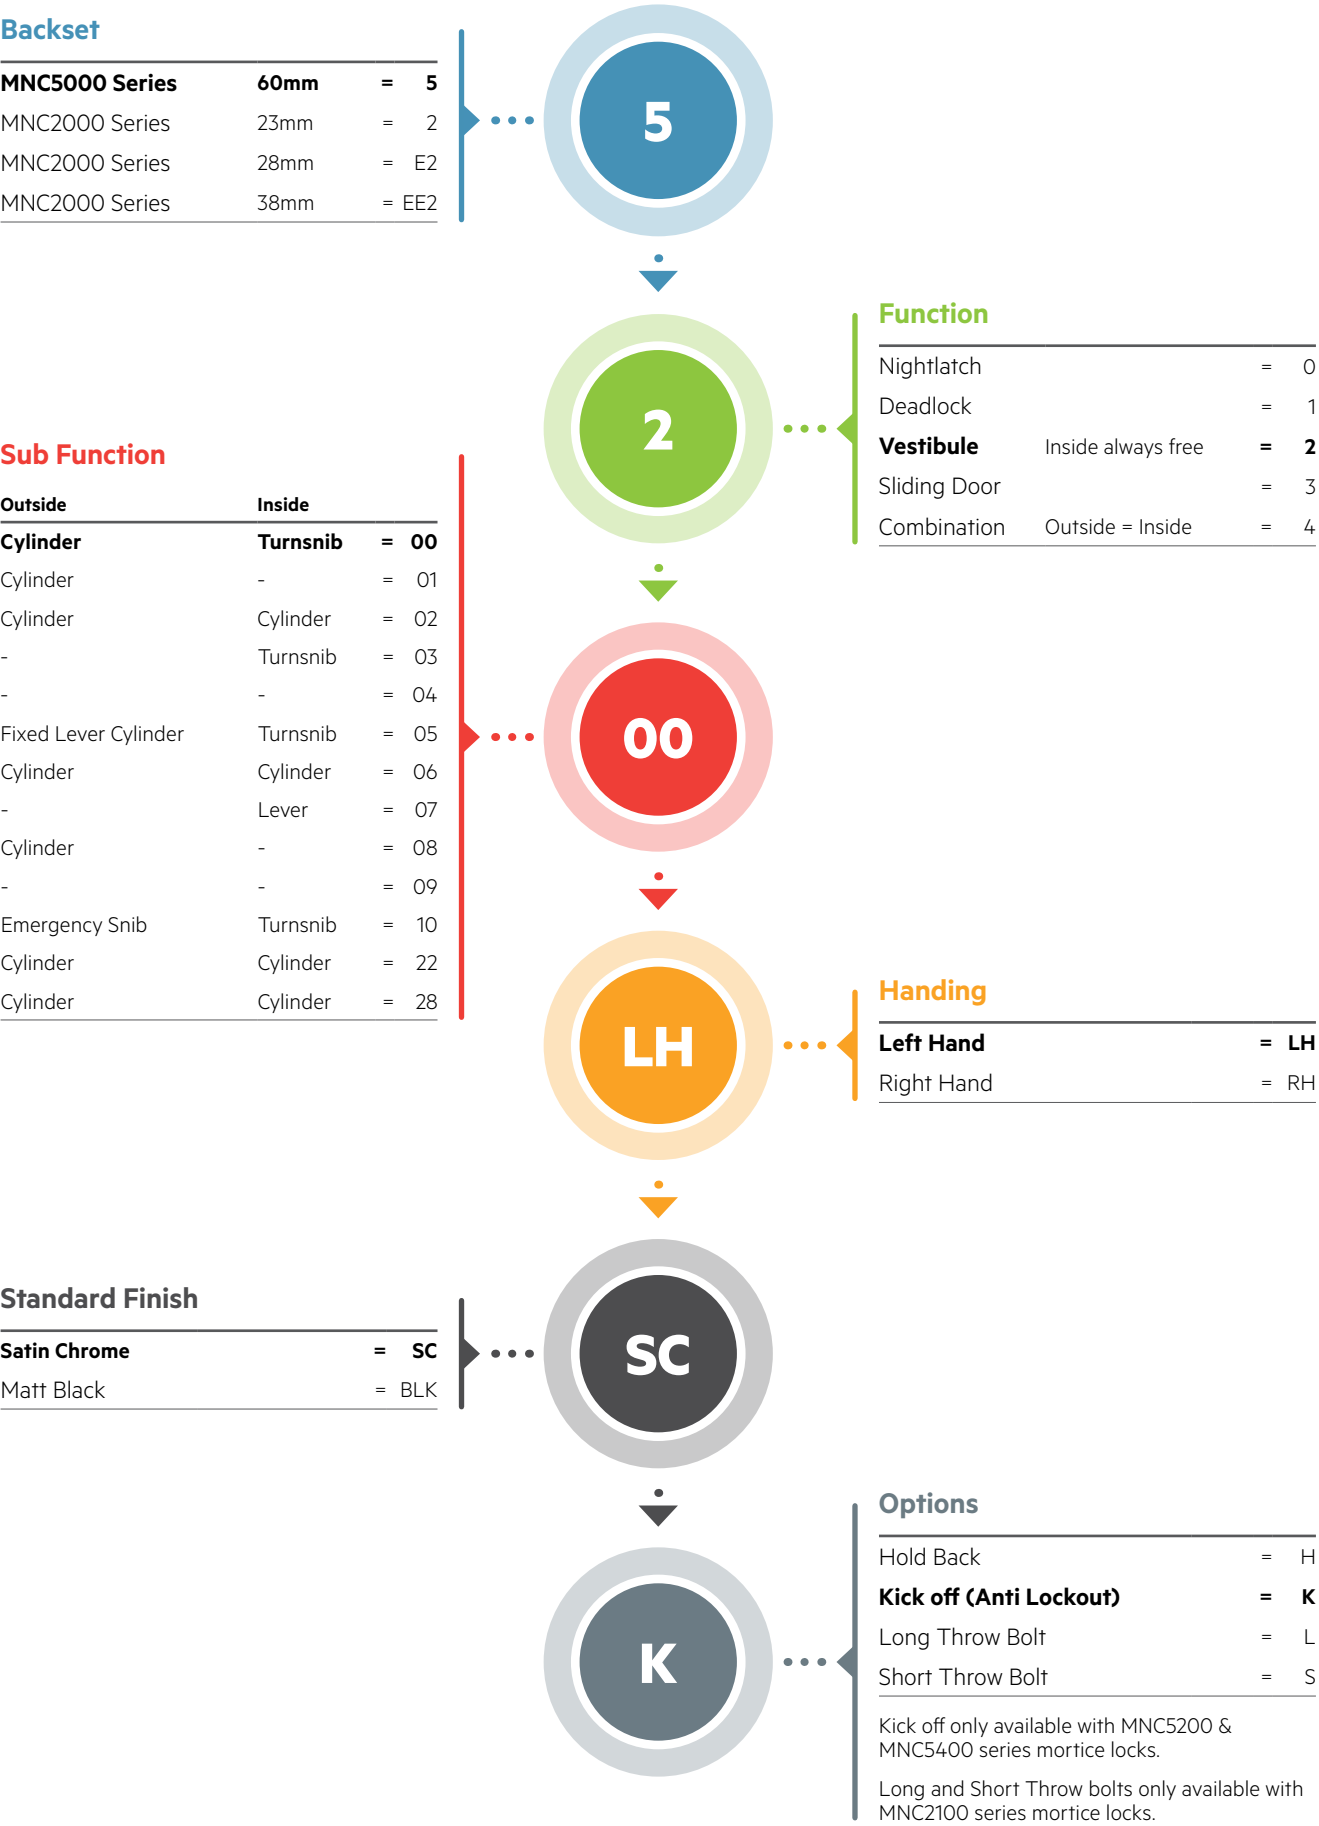 Backset
MNC5000 Series 60mm = 5
MNC2000 Series 23mm = 2
MNC2000 Series 28mm = E2
MNC2000 Series 38mm = EE2
5
Function
Nightlatch = 0
Deadlock = 1
Vestibule Inside always free = 2
Sliding Door = 3
Combination Outside = Inside = 4
2
Sub Function
Outside Inside
Cylinder Turnsnib = 00
Cylinder - = 01
Cylinder Cylinder = 02
- Turnsnib = 03
- - = 04
Fixed Lever Cylinder Turnsnib = 05
Cylinder Cylinder = 06
- Lever = 07
Cylinder - = 08
- - = 09
Emergency Snib Turnsnib = 10
Cylinder Cylinder = 22
Cylinder Cylinder = 28
00
Handing
Left Hand = LH
Right Hand = RH
LH
Standard Finish
Satin Chrome = SC
Matt Black = BLK
SC
Options
Hold Back = H
Kick off (Anti Lockout) = K
Long Throw Bolt = L
Short Throw Bolt = S
Kick off only available with MNC5200 &
MNC5400 series mortice locks.
Long and Short Throw bolts only available with
MNC2100 series mortice locks.
K